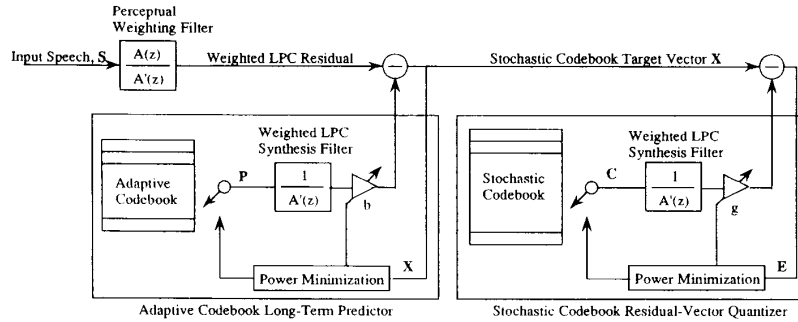 Perceptual
Weighting Filter
Input Speech, S
A(z)
A'(z)
Weighted LPC Residual
Stochastic Codebook Target Vector X
Weighted LPC
Synthesis Filter
Adaptive
Codebook
P
1
A'(z)
b
Power Minimization
X
Adaptive Codebook Long-Term Predictor
Weighted LPC
Synthesis Filter
Stochastic
Codebook
C
1
A'(z)
g
Power Minimization
E
Stochastic Codebook Residual-Vector Quantizer